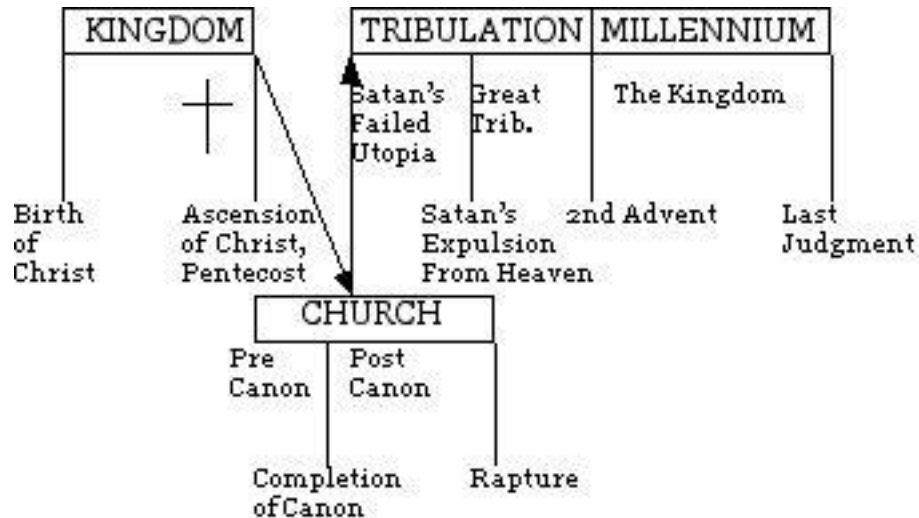 KINGDOM
TRIBULATION
MILLENNIUM
Satan's
Failed
Utopia
Great
Trib.
The Kingdom
Birth
of
Christ
Ascension
of Christ,
Pentecost
Satan's
Expulsion
From Heaven
2nd Advent
Last
Judgment
CHURCH
Pre
Canon
Post
Canon
Completion
of Canon
Rapture